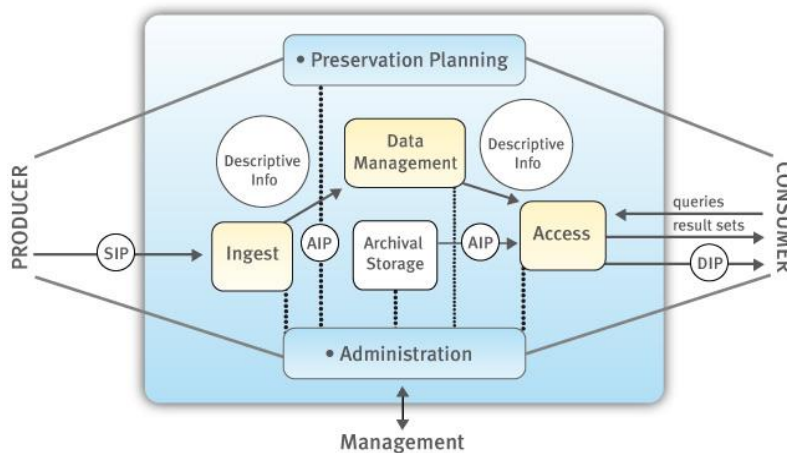 • Preservation Planning
Descriptive
Info
Data
Management
Descriptive
Info
PRODUCER
SIP
Ingest
AIP
Archival
Storage
AIP
Access
queries
result sets
DIP
CONSUMER
• Administration
Management